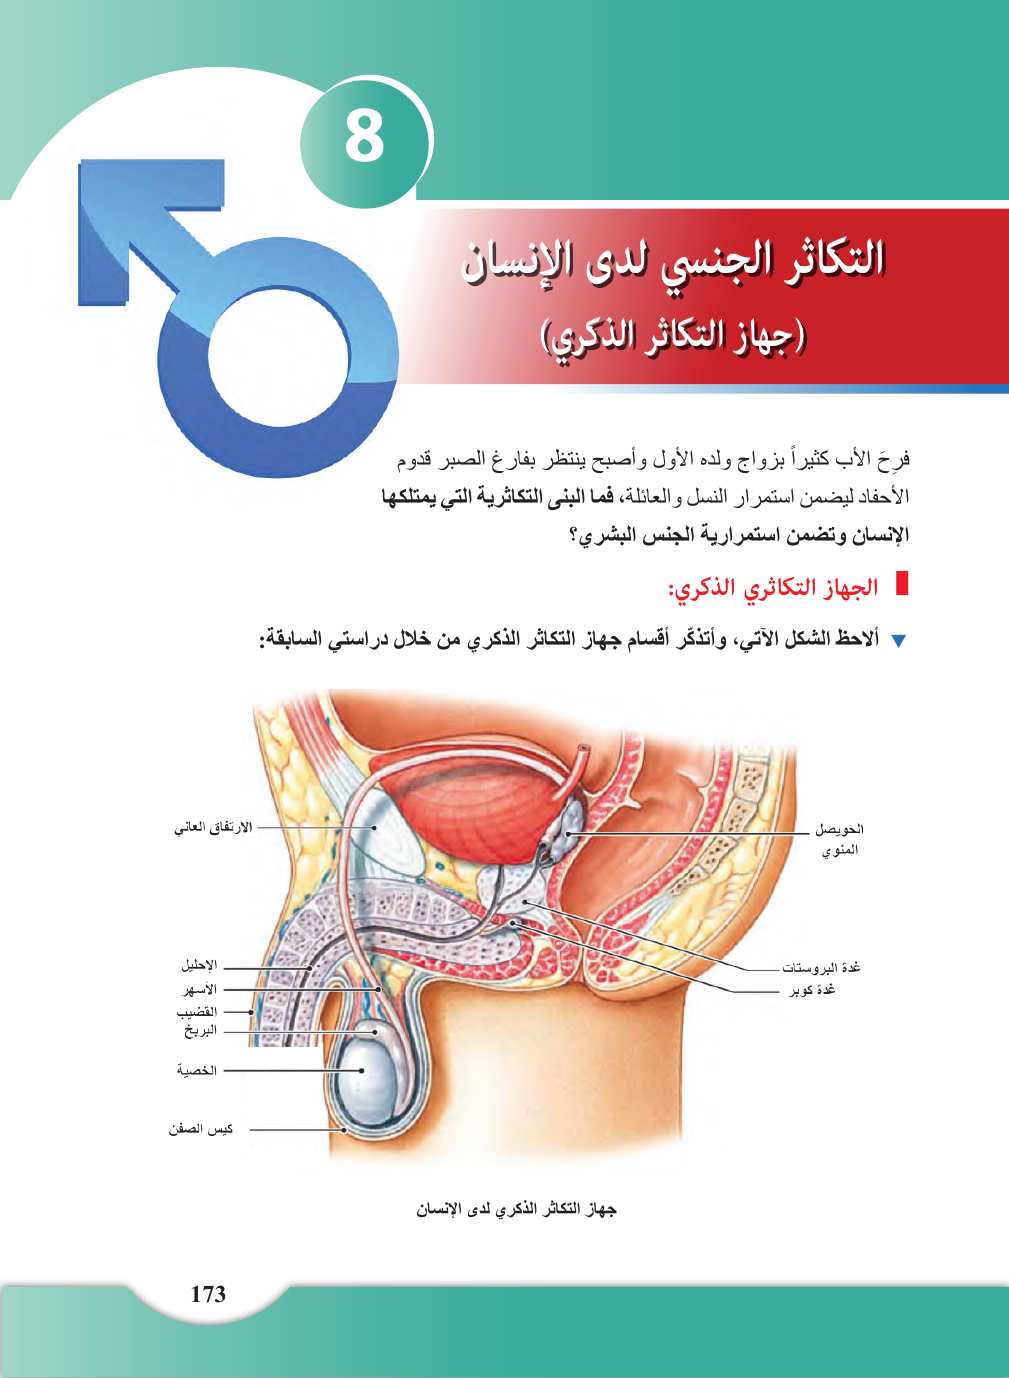 8
التكاثر الجنسي لدى الإنسان
(جهاز التكاثر الذكري)
فرِحَ الأب كثيراً بزواج ولده الأول وأصبح ينتظر بفارغ الصبر قدوم
الأحفاد ليضمن استمرار النسل والعائلة، فما البنى التكاثرية التي يمتلكها
الإنسان وتضمن استمرارية الجنس البشري؟
الجهاز التكاثري الذكري:
ألاحظ الشكل الآتي، وأتذكّر أقسام جهاز التكاثر الذكري من خلال دراستي السابقة:
الارتفاق العاني
الحويصل
المنوي
غدة البروستات
غدة كوبر
الإحليل
الأسهر
القضيب
البربخ
الخصية
كيس الصفن
جهاز التكاثر الذكري لدى الإنسان
173